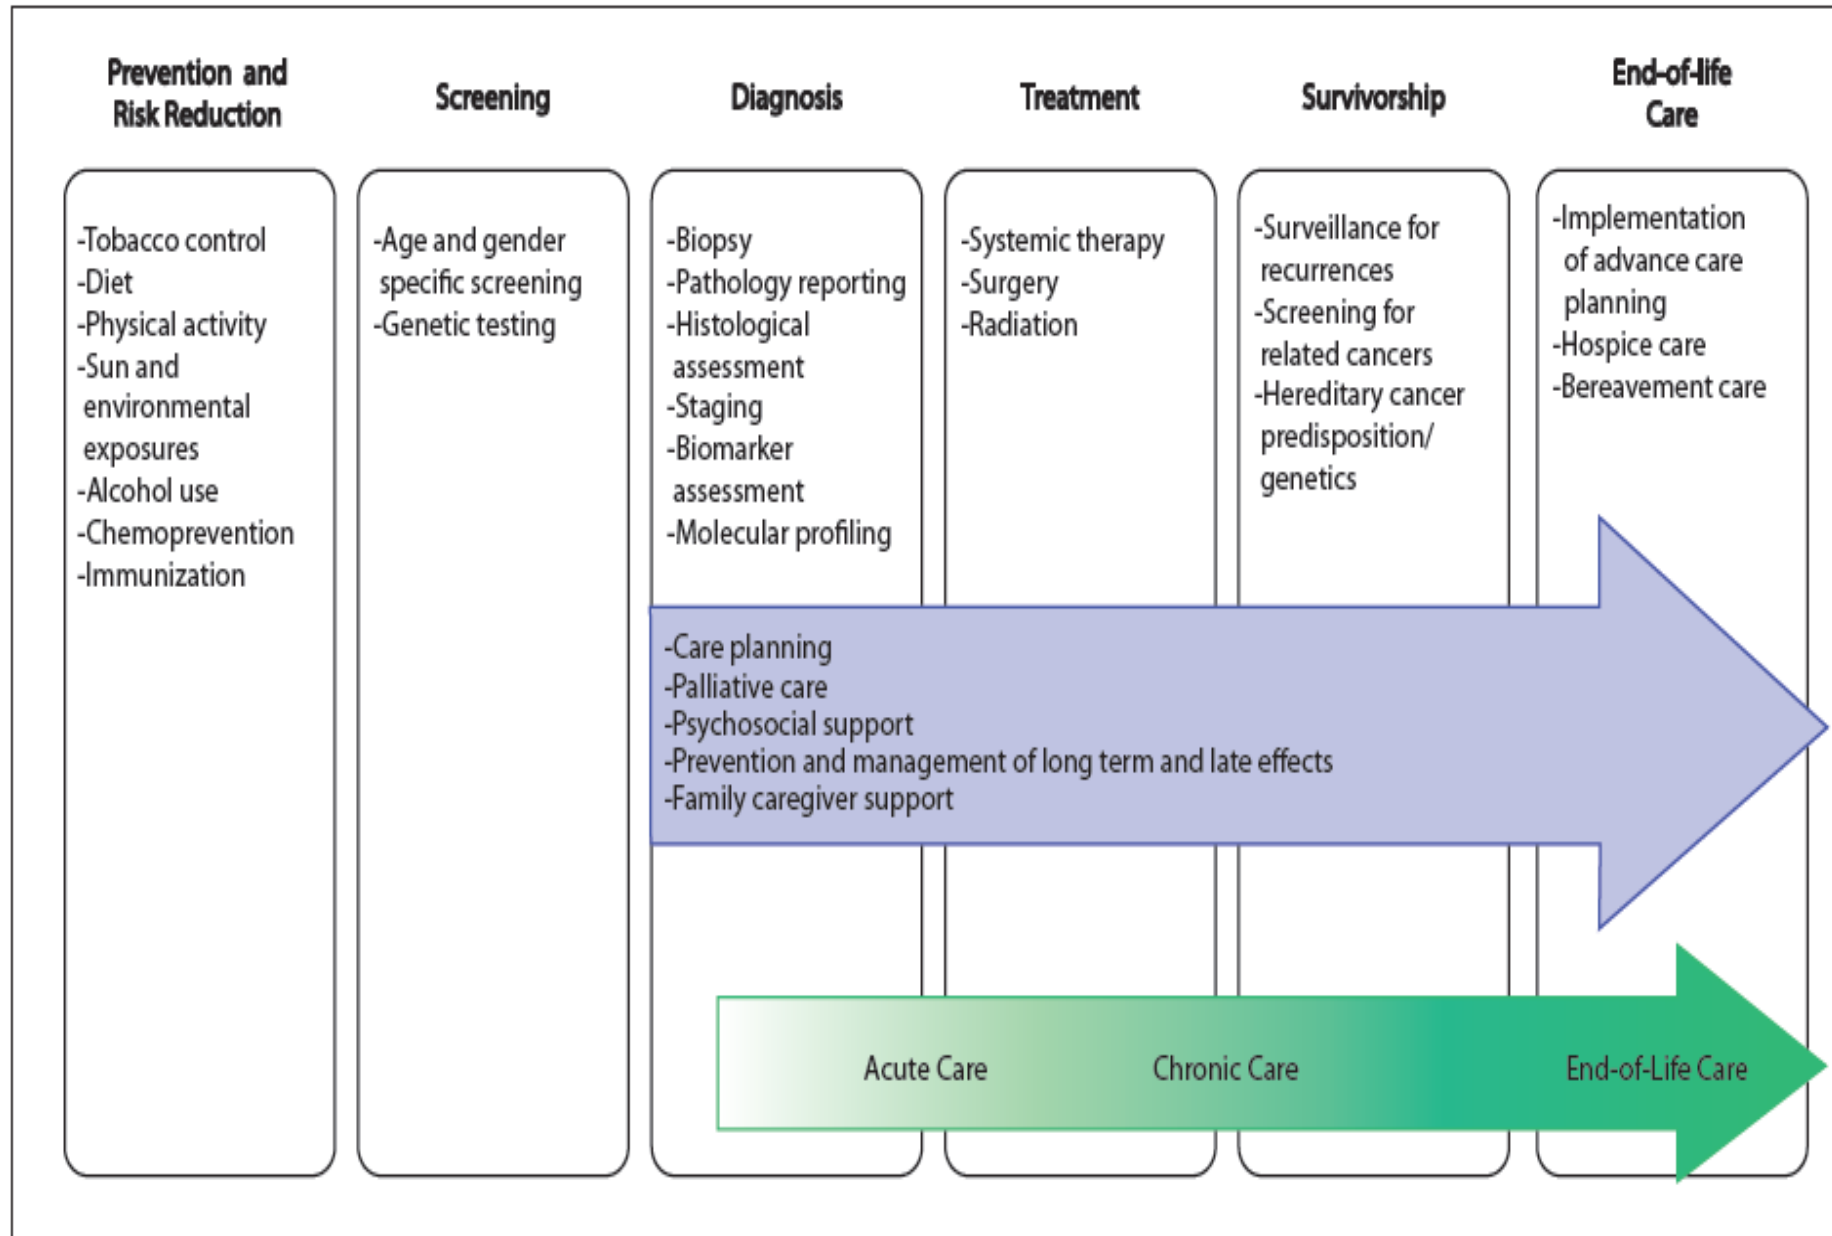 Prevention and
Risk Reduction
Screening
Diagnosis
Treatment
Survivorship
End-of-life
Care
-Tobacco control
-Diet
-Physical activity
-Sun and
environmental
exposures
-Alcohol use
-Chemoprevention
-Immunization
-Age and gender
specific screening
-Genetic testing
-Biopsy
-Pathology reporting
-Histological
assessment
-Staging
-Biomarker
assessment
-Molecular profiling
-Systemic therapy
-Surgery
-Radiation
-Surveillance for
recurrences
-Screening for
related cancers
-Hereditary cancer
predisposition/
genetics
-Implementation
of advance care
planning
-Hospice care
-Bereavement care
-Care planning
-Palliative care
-Psychosocial support
-Prevention and management of long term and late effects
-Family caregiver support
Acute Care
Chronic Care
End-of-Life Care